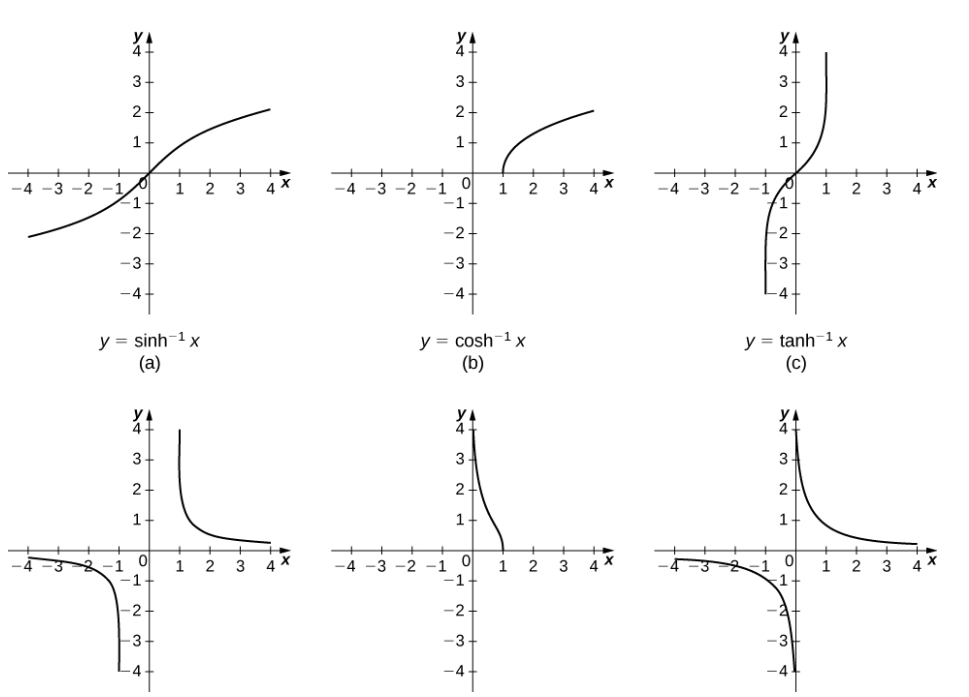 y y y
4 4 4
3 3 3
2 2 2
1 1 1
−4 −3 −2 −1 0 1 2 3 4 x −4 −3 −2 −1 0 1 2 3 4 x −4 −3 −2 −1 0 1 2 3 4 x
−1 −1 −1
−2 −2 −2
−3 −3 −3
−4 −4 −4
y = sinh⁻¹ x y = cosh⁻¹ x y = tanh⁻¹ x
(a) (b) (c)
y y y
4 4 4
3 3 3
2 2 2
1 1 1
−4 −3 −2 −1 0 1 2 3 4 x −4 −3 −2 −1 0 1 2 3 4 x −4 −3 −2 −1 0 1 2 3 4 x
−1 −1 −1
−2 −2 −2
−3 −3 −3
−4 −4 −4